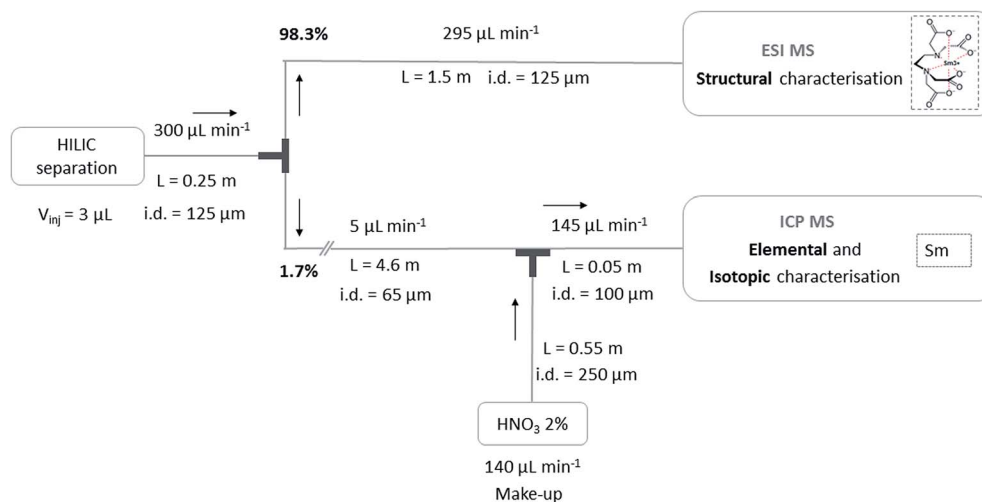 98.3%
295 µL min⁻¹
L = 1.5 m i.d. = 125 µm
ESI MS
Structural characterisation
HILIC
separation
300 µL min⁻¹
L = 0.25 m
V_inj = 3 µL
i.d. = 125 µm
1.7%
5 µL min⁻¹
L = 4.6 m
i.d. = 65 µm
145 µL min⁻¹
L = 0.05 m
i.d. = 100 µm
ICP MS
Elemental and
Isotopic characterisation
Sm
L = 0.55 m
i.d. = 250 µm
HNO₃ 2%
140 µL min⁻¹
Make-up